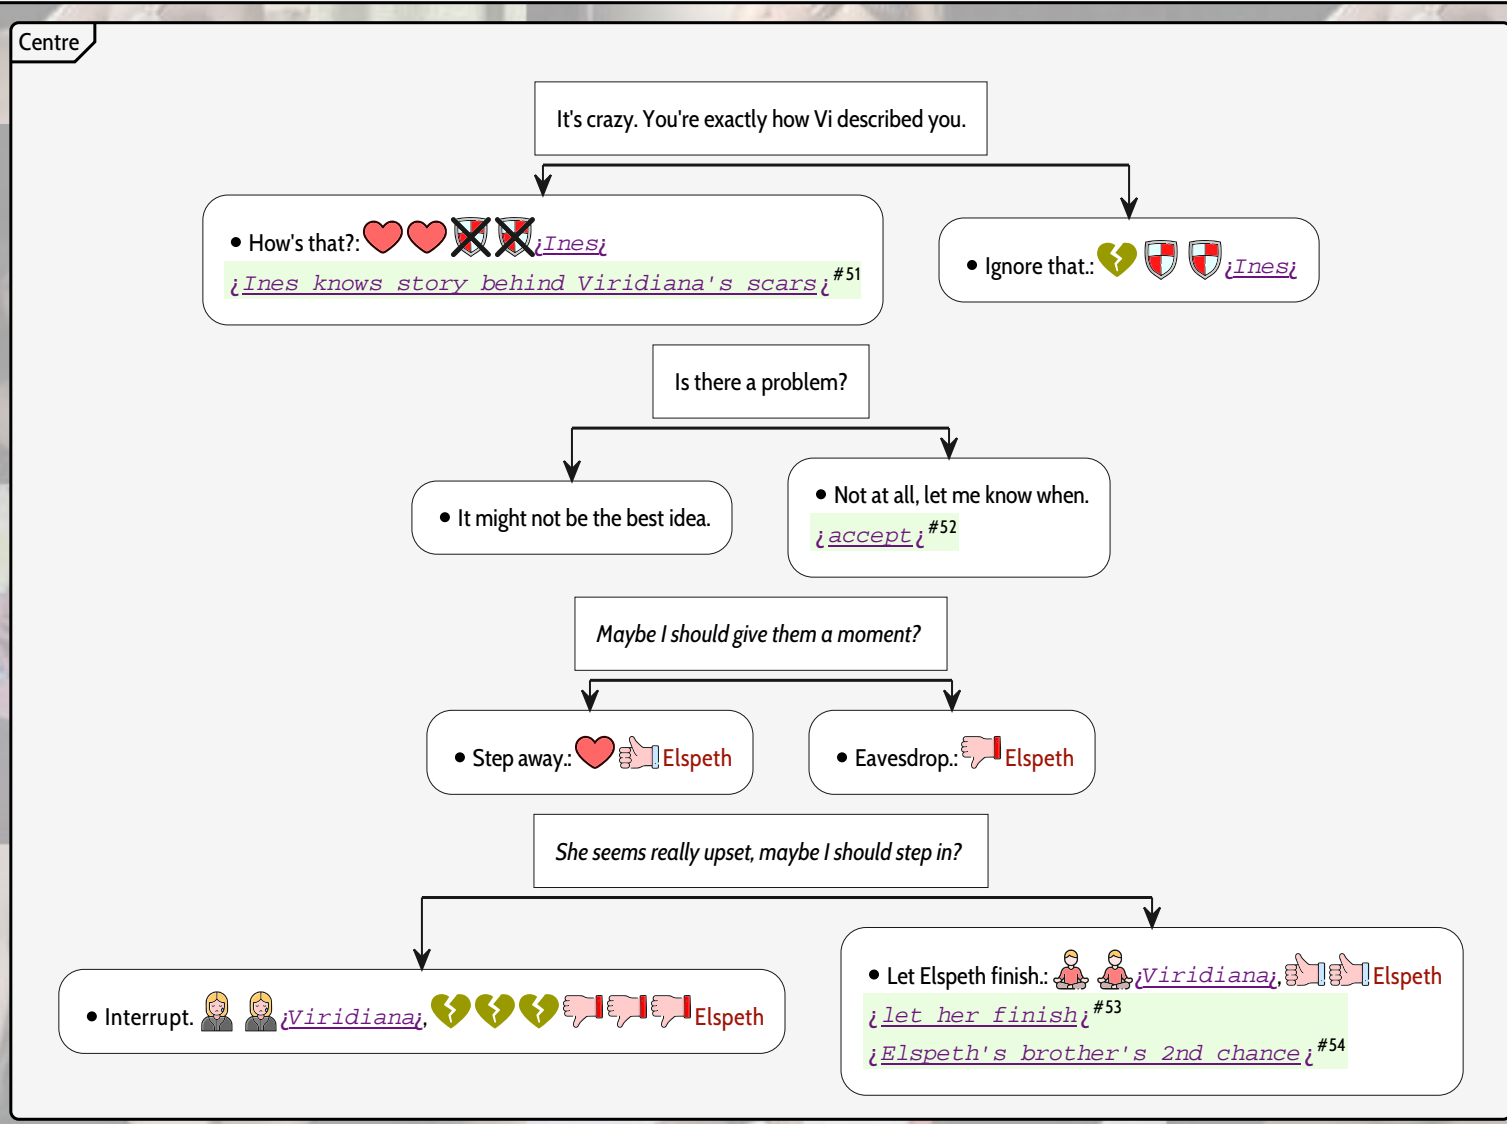 Centre
It's crazy. You're exactly how Vi described you.
• How's that?: ¿Ines¿
¿Ines knows story behind Viridiana's scars¿#51
• Ignore that.: ¿Ines¿
Is there a problem?
• It might not be the best idea.
• Not at all, let me know when.
¿accept¿#52
Maybe I should give them a moment?
• Step away.: Elspeth
• Eavesdrop.: Elspeth
She seems really upset, maybe I should step in?
• Interrupt. ¿Viridiana¿, Elspeth
• Let Elspeth finish.: ¿Viridiana¿, Elspeth
¿let her finish¿#53
¿Elspeth's brother's 2nd chance¿#54